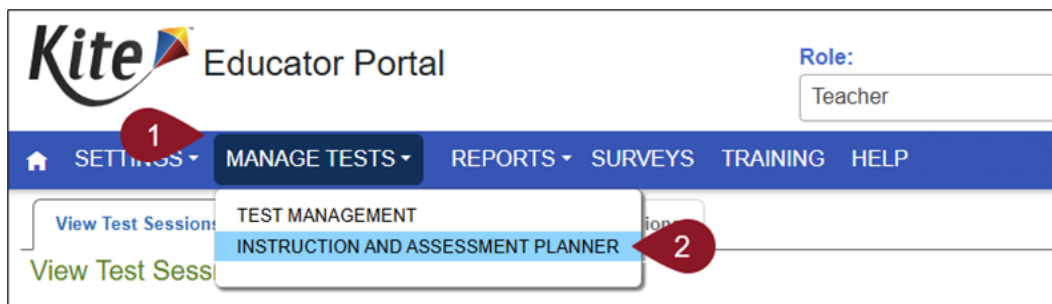 Kite Educator Portal
Role:
Teacher
1
SETTINGS MANAGE TESTS REPORTS SURVEYS TRAINING HELP
View Test Sessions
TEST MANAGEMENT
INSTRUCTION AND ASSESSMENT PLANNER
2
View Test Sess